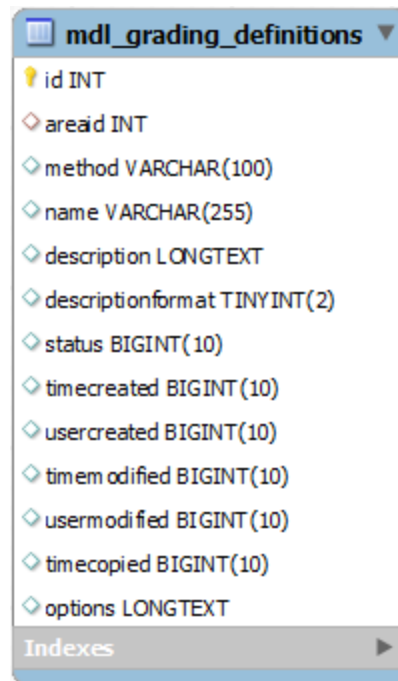 mdl_grading_definitions
id INT
areaid INT
method VARCHAR(100)
name VARCHAR(255)
description LONGTEXT
descriptionformat TINYINT(2)
status BIGINT(10)
timecreated BIGINT(10)
usercreated BIGINT(10)
timemodified BIGINT(10)
usermodified BIGINT(10)
timecopied BIGINT(10)
options LONGTEXT
Indexes